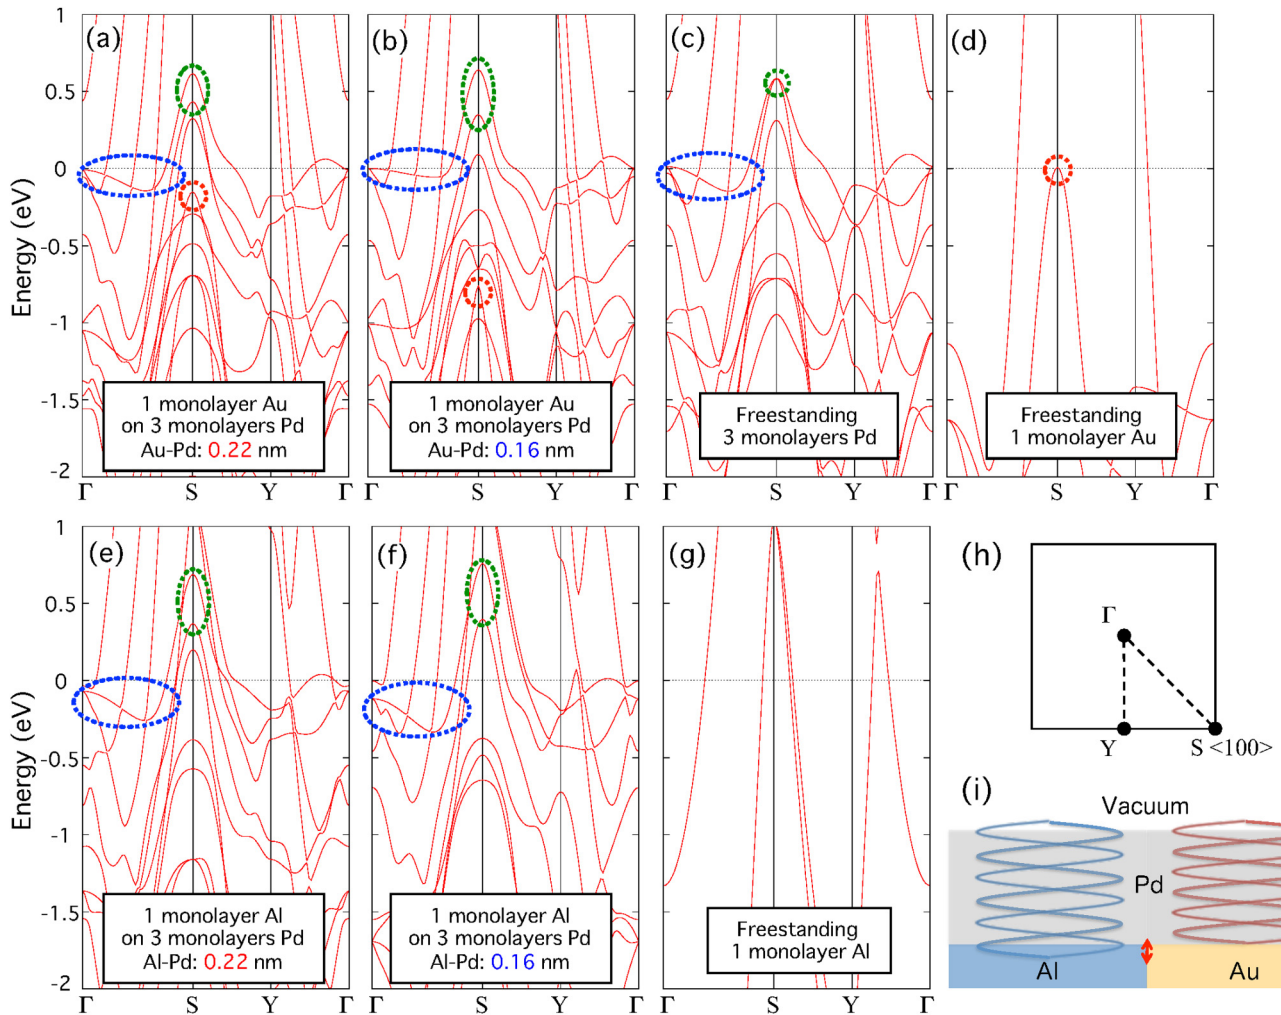 (a)
(b)
(c)
(d)
Energy (eV)
1
0.5
0
-0.5
-1
-1.5
-2
1 monolayer Au
on 3 monolayers Pd
Au-Pd: 0.22 nm
1 monolayer Au
on 3 monolayers Pd
Au-Pd: 0.16 nm
Freestanding
3 monolayers Pd
Freestanding
1 monolayer Au
Γ S Y Γ
Γ S Y Γ
Γ S Y Γ
Γ S Y Γ
(e)
(f)
(g)
(h)
Energy (eV)
1
0.5
0
-0.5
-1
-1.5
-2
1 monolayer Al
on 3 monolayers Pd
Al-Pd: 0.22 nm
1 monolayer Al
on 3 monolayers Pd
Al-Pd: 0.16 nm
Freestanding
1 monolayer Al
Γ S Y Γ
Γ S Y Γ
Γ S Y Γ
Γ
Y S <100>
(i)
Vacuum
Pd
Al Au